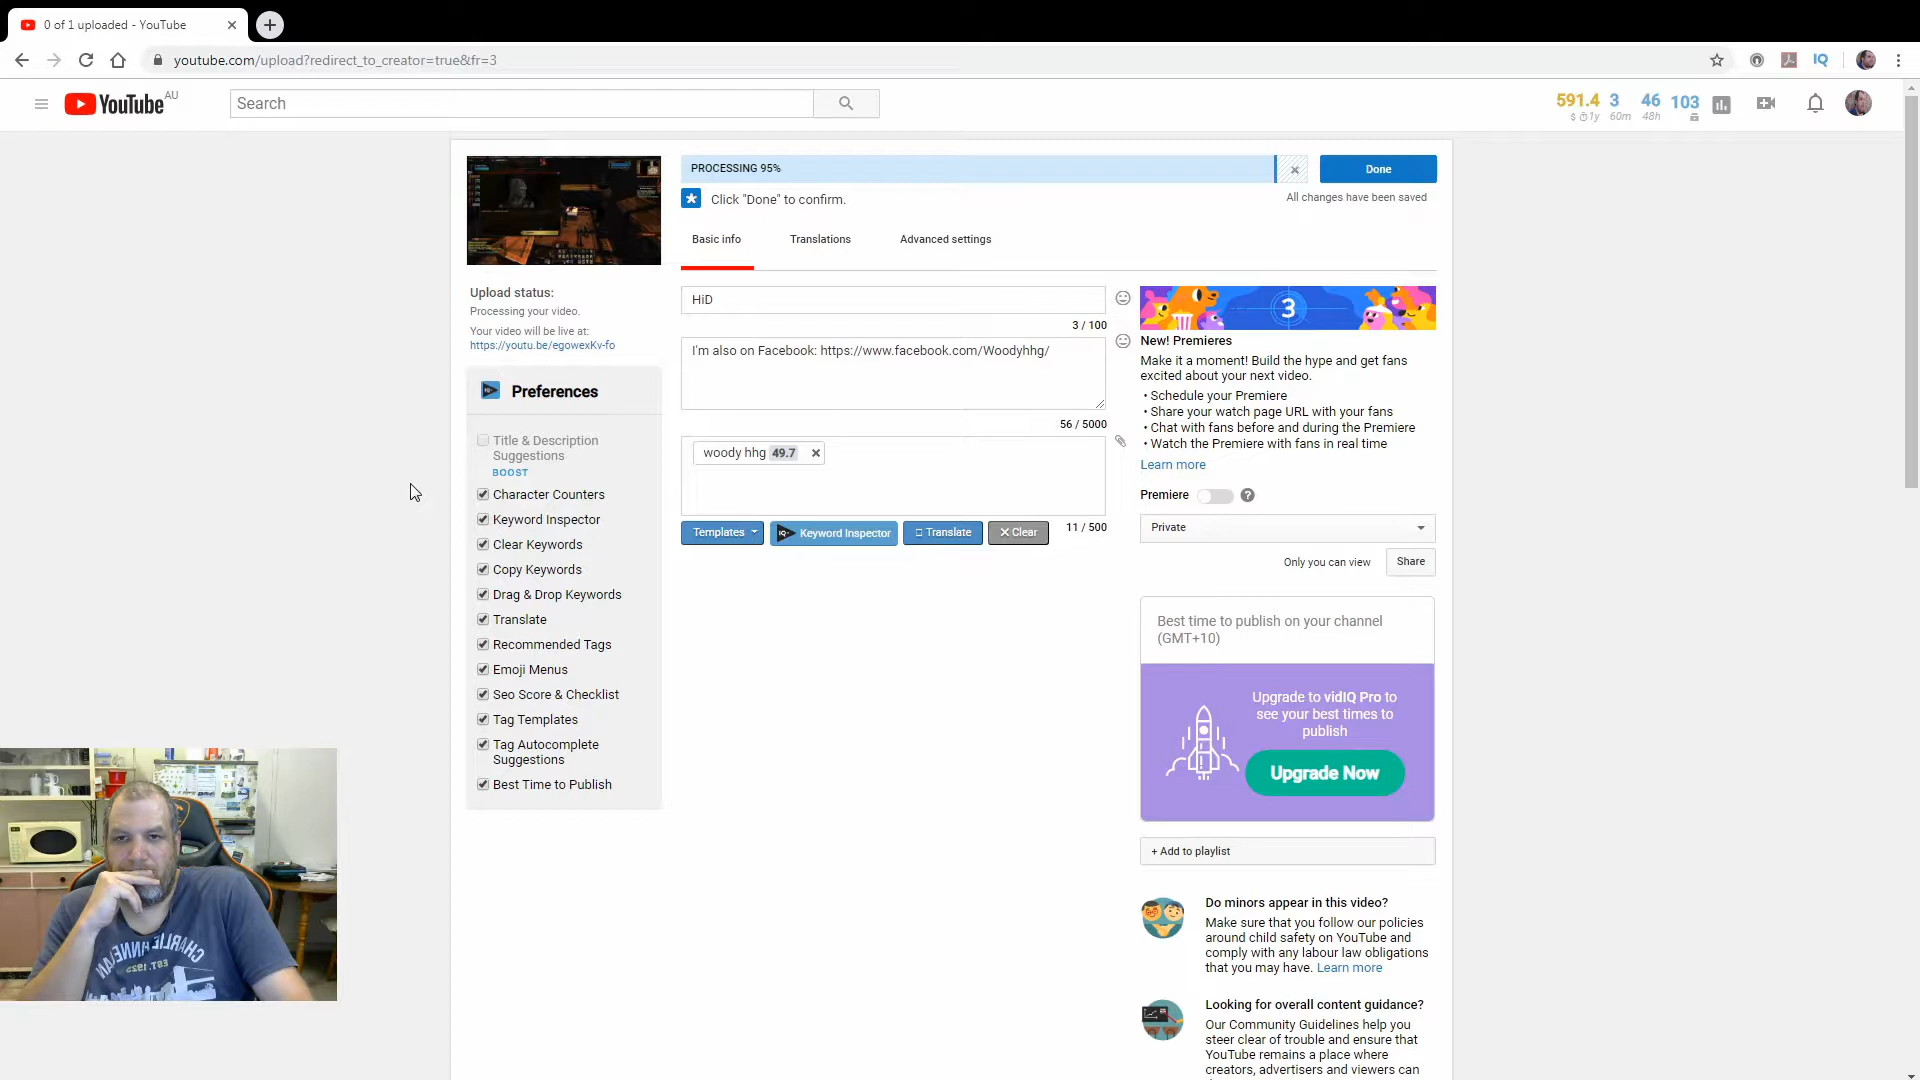 0 of 1 uploaded - YouTube
youtube.com/upload?redirect_to_creator=true&fr=3
IQ
YouTube AU
Search
591.4 3 46 103
$ 1y 60m 48h
PROCESSING 95%
Done
Click "Done" to confirm.
All changes have been saved
Basic info
Translations
Advanced settings
Upload status:
Processing your video.
Your video will be live at:
https://youtu.be/egowexKv-fo
HiD
3 / 100
I'm also on Facebook: https://www.facebook.com/Woodyhhg/
56 / 5000
woody hhg 49.7
Templates
Keyword Inspector
Translate
Clear
11 / 500
Preferences
Title & Description
Suggestions
BOOST
Character Counters
Keyword Inspector
Clear Keywords
Copy Keywords
Drag & Drop Keywords
Translate
Recommended Tags
Emoji Menus
Seo Score & Checklist
Tag Templates
Tag Autocomplete
Suggestions
Best Time to Publish
3
New! Premieres
Make it a moment! Build the hype and get fans
excited about your next video.
• Schedule your Premiere
• Share your watch page URL with your fans
• Chat with fans before and during the Premiere
• Watch the Premiere with fans in real time
Learn more
Premiere
Private
Only you can view
Share
Best time to publish on your channel
(GMT+10)
Upgrade to vidIQ Pro to
see your best times to
publish
Upgrade Now
+ Add to playlist
Do minors appear in this video?
Make sure that you follow our policies
around child safety on YouTube and
comply with any labour law obligations
that you may have. Learn more
Looking for overall content guidance?
Our Community Guidelines help you
steer clear of trouble and ensure that
YouTube remains a place where
creators, advertisers and viewers can